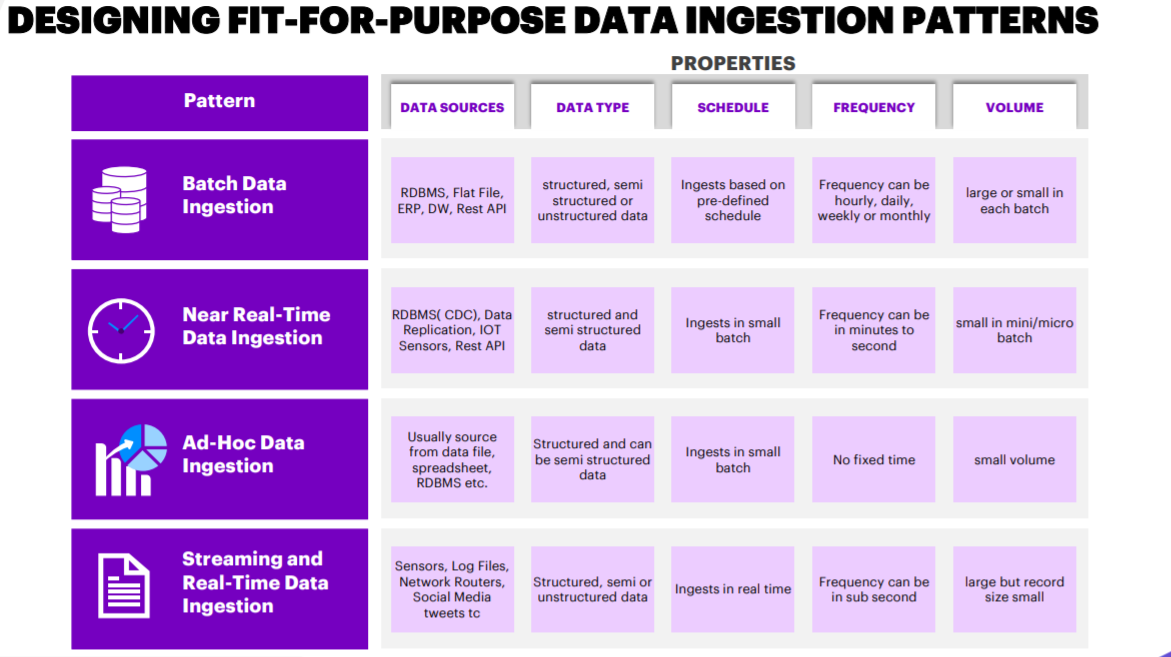 DESIGNING FIT-FOR-PURPOSE DATA INGESTION PATTERNS
PROPERTIES
Pattern
DATA SOURCES
DATA TYPE
SCHEDULE
FREQUENCY
VOLUME
Batch Data
Ingestion
RDBMS, Flat File,
ERP, DW, Rest API
structured, semi
structured or
unstructured data
Ingests based on
pre-defined
schedule
Frequency can be
hourly, daily,
weekly or monthly
large or small in
each batch
Near Real-Time
Data Ingestion
RDBMS( CDC), Data
Replication, IOT
Sensors, Rest API
structured and
semi structured
data
Ingests in small
batch
Frequency can be
in minutes to
second
small in mini/micro
batch
Ad-Hoc Data
Ingestion
Usually source
from data file,
spreadsheet,
RDBMS etc.
Structured and can
be semi structured
data
Ingests in small
batch
No fixed time
small volume
Streaming and
Real-Time Data
Ingestion
Sensors, Log Files,
Network Routers,
Social Media
tweets tc
Structured, semi or
unstructured data
Ingests in real time
Frequency can be
in sub second
large but record
size small